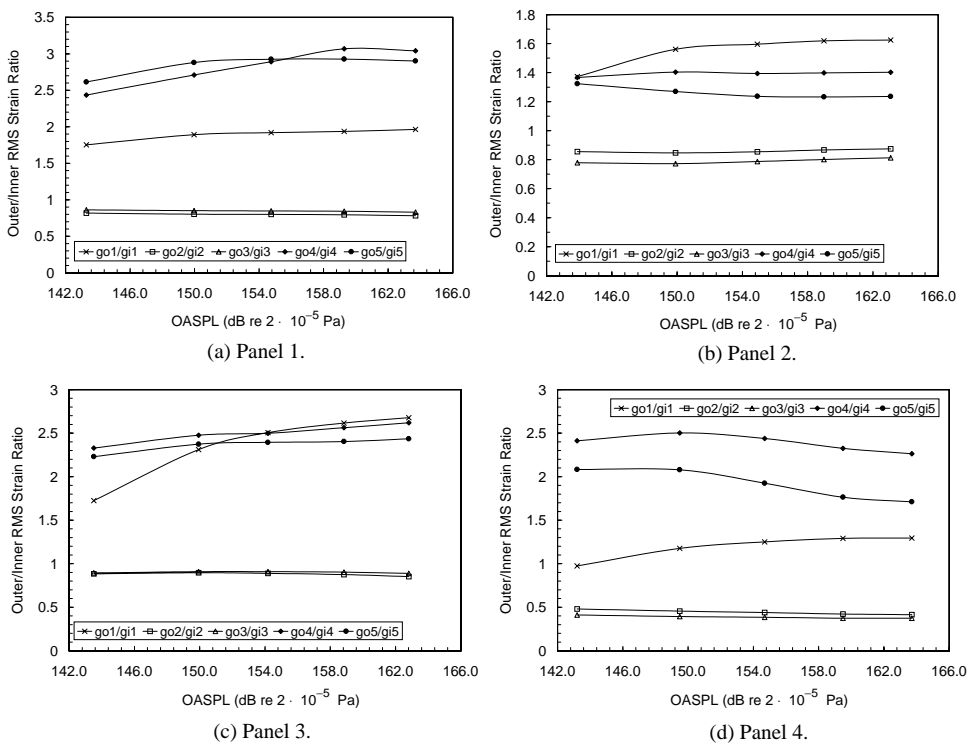 3.5
3
2.5
2
1.5
1
0.5
0
Outer/Inner RMS Strain Ratio
go1/gi1 go2/gi2 go3/gi3 go4/gi4 go5/gi5
142.0 146.0 150.0 154.0 158.0 162.0 166.0
OASPL (dB re 2 · 10⁻⁵ Pa)
(a) Panel 1.
1.8
1.6
1.4
1.2
1.0
0.8
0.6
0.4
0.2
0
Outer/Inner RMS Strain Ratio
go1/gi1 go2/gi2 go3/gi3 go4/gi4 go5/gi5
142.0 146.0 150.0 154.0 158.0 162.0 166.0
OASPL (dB re 2 · 10⁻⁵ Pa)
(b) Panel 2.
3
2.5
2
1.5
1
0.5
0
Outer/Inner RMS Strain Ratio
go1/gi1 go2/gi2 go3/gi3 go4/gi4 go5/gi5
142.0 146.0 150.0 154.0 158.0 162.0 166.0
OASPL (dB re 2 · 10⁻⁵ Pa)
(c) Panel 3.
3
2.5
2
1.5
1
0.5
0
Outer/Inner RMS Strain Ratio
go1/gi1 go2/gi2 go3/gi3 go4/gi4 go5/gi5
142.0 146.0 150.0 154.0 158.0 162.0 166.0
OASPL (dB re 2 · 10⁻⁵ Pa)
(d) Panel 4.